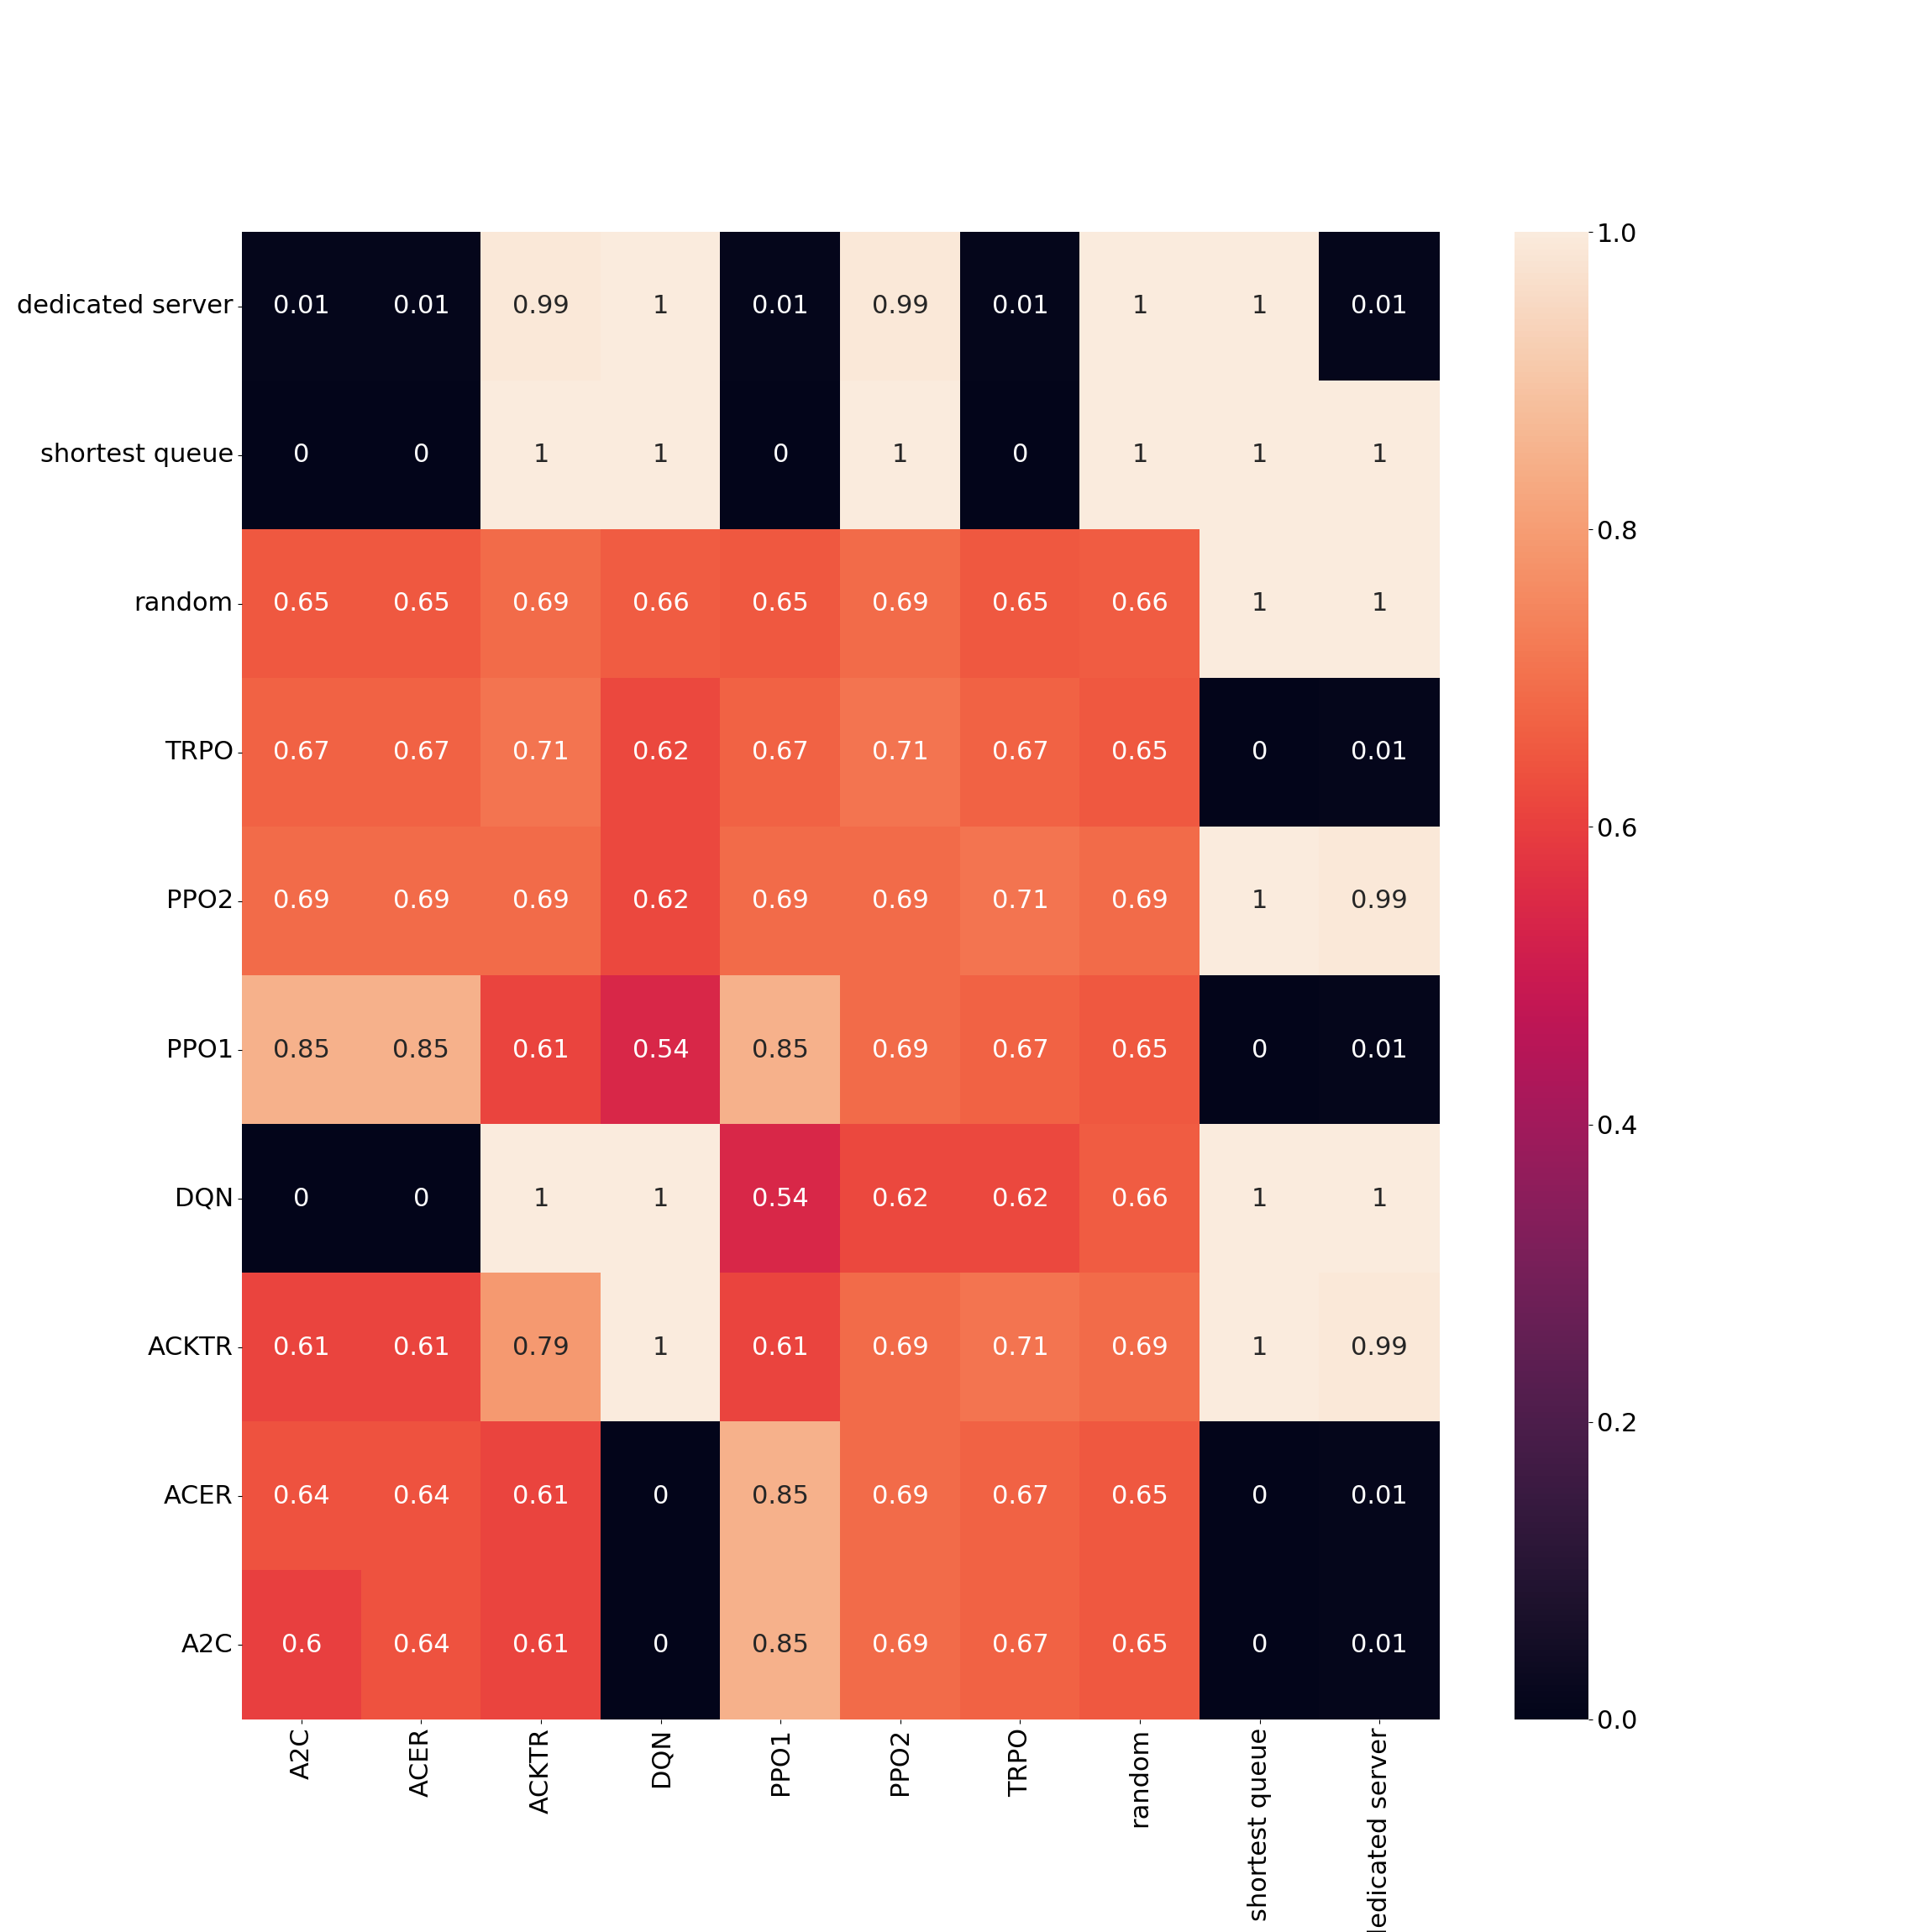 1.0
dedicated server 0.01 0.01 0.99 1 0.01 0.99 0.01 1 1 0.01
shortest queue 0 0 1 1 0 1 0 1 1 1
0.8
random 0.65 0.65 0.69 0.66 0.65 0.69 0.65 0.66 1 1
TRPO 0.67 0.67 0.71 0.62 0.67 0.71 0.67 0.65 0 0.01
0.6
PPO2 0.69 0.69 0.69 0.62 0.69 0.69 0.71 0.69 1 0.99
PPO1 0.85 0.85 0.61 0.54 0.85 0.69 0.67 0.65 0 0.01
0.4
DQN 0 0 1 1 0.54 0.62 0.62 0.66 1 1
ACKTR 0.61 0.61 0.79 1 0.61 0.69 0.71 0.69 1 0.99
0.2
ACER 0.64 0.64 0.61 0 0.85 0.69 0.67 0.65 0 0.01
A2C 0.6 0.64 0.61 0 0.85 0.69 0.67 0.65 0 0.01
0.0
A2C
ACER
ACKTR
DQN
PPO1
PPO2
TRPO
random
shortest queue
dedicated server